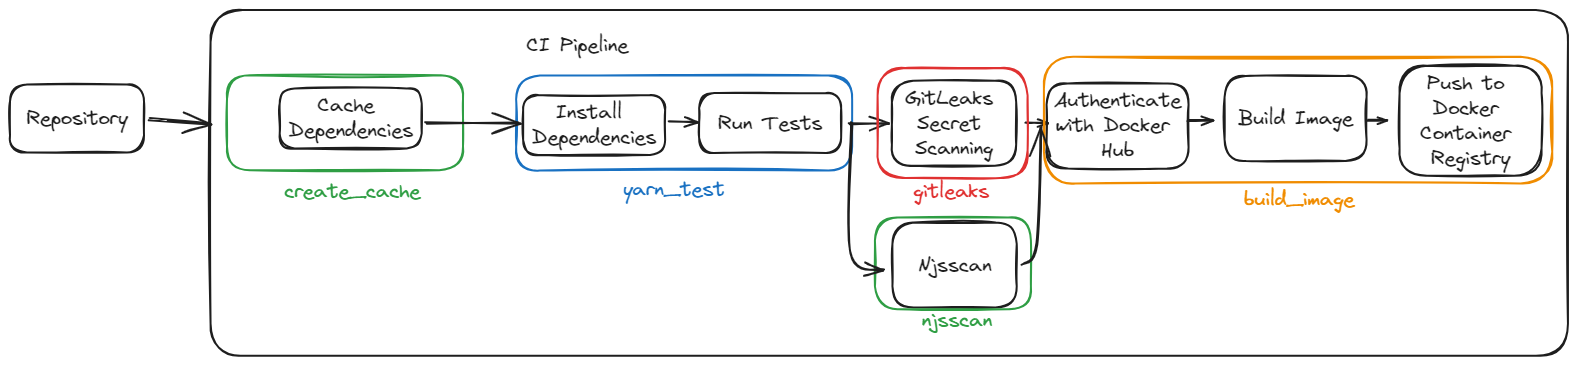 CI Pipeline
Repository
Cache
Dependencies
create_cache
Install
Dependencies
Run Tests
yarn_test
GitLeaks
Secret
Scanning
gitleaks
Njsscan
njsscan
Authenticate
with Docker
Hub
Build Image
Push to
Docker
Container
Registry
build_image